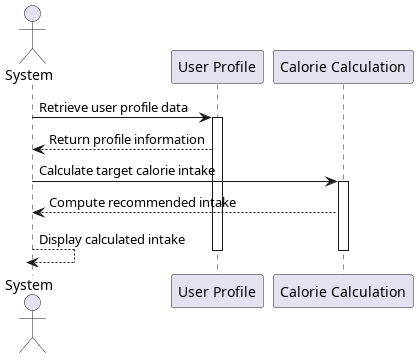 System
User Profile
Calorie Calculation
Retrieve user profile data
Return profile information
Calculate target calorie intake
Compute recommended intake
Display calculated intake
System
User Profile
Calorie Calculation